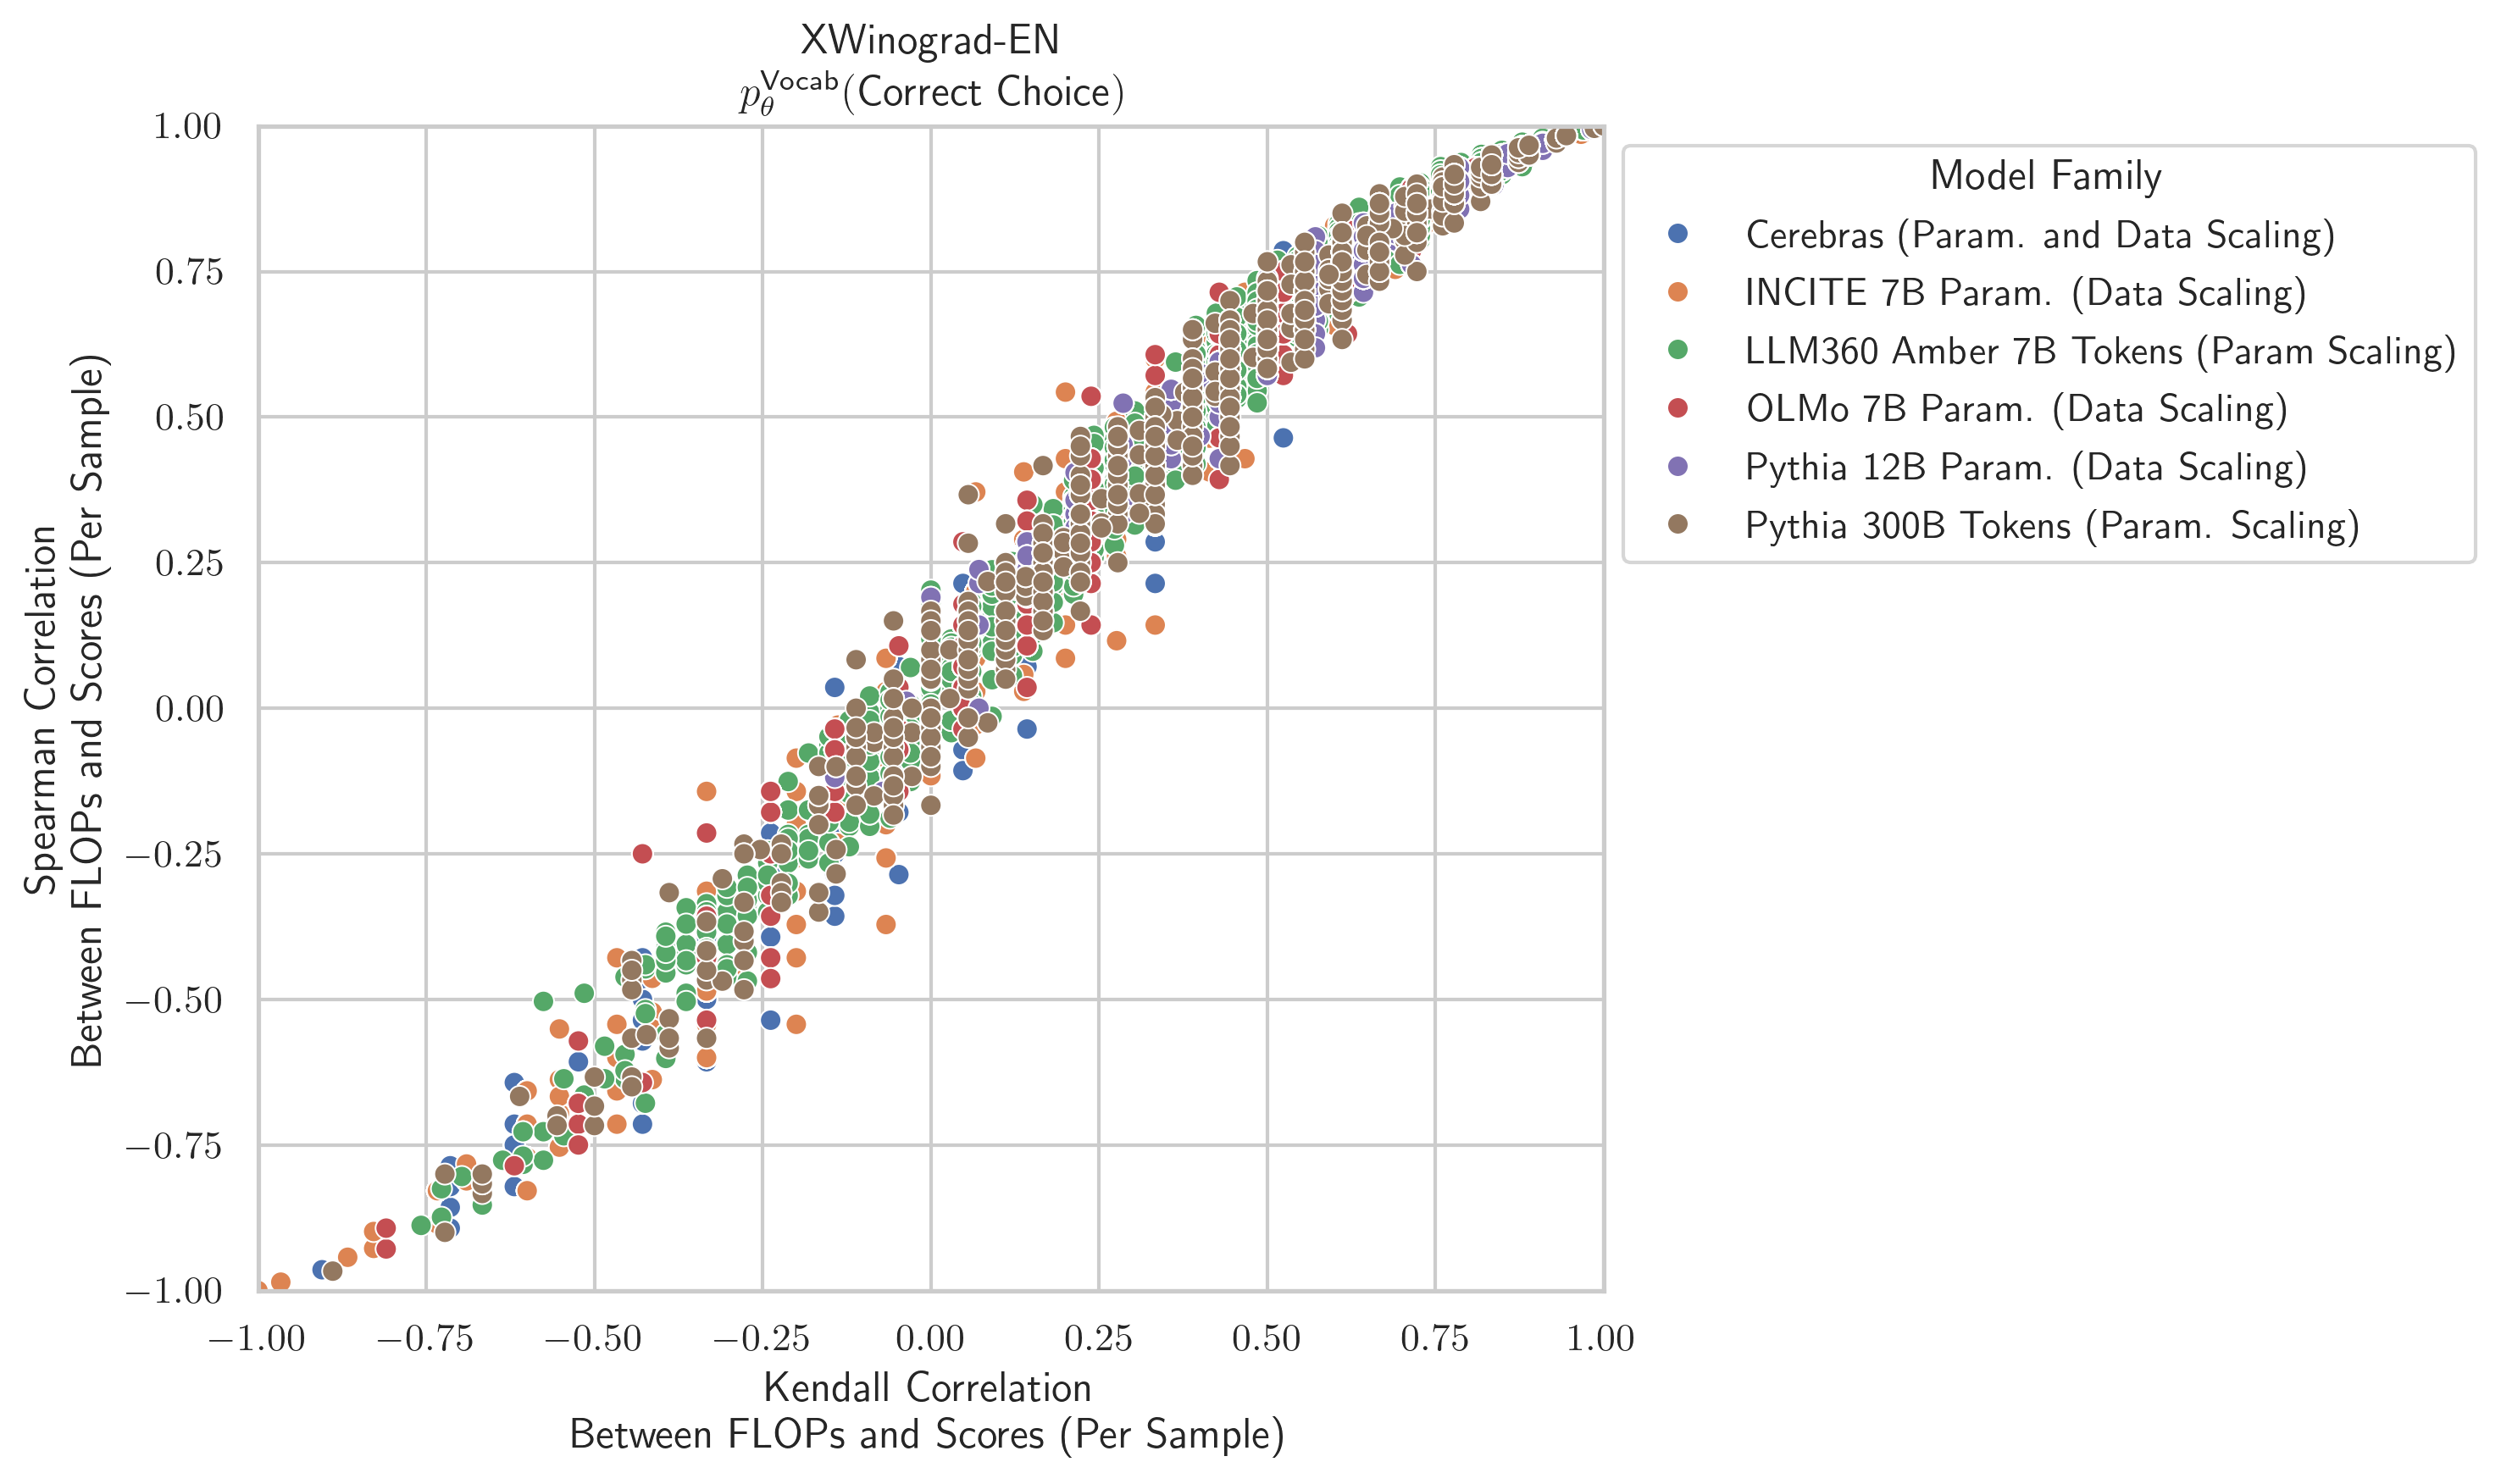 XWinograd-EN
p_θ^Vocab(Correct Choice)
1.00
0.75
0.50
0.25
0.00
−0.25
−0.50
−0.75
−1.00
Spearman Correlation
Between FLOPs and Scores (Per Sample)
−1.00 −0.75 −0.50 −0.25 0.00 0.25 0.50 0.75 1.00
Kendall Correlation
Between FLOPs and Scores (Per Sample)
Model Family
Cerebras (Param. and Data Scaling)
INCITE 7B Param. (Data Scaling)
LLM360 Amber 7B Tokens (Param Scaling)
OLMo 7B Param. (Data Scaling)
Pythia 12B Param. (Data Scaling)
Pythia 300B Tokens (Param. Scaling)